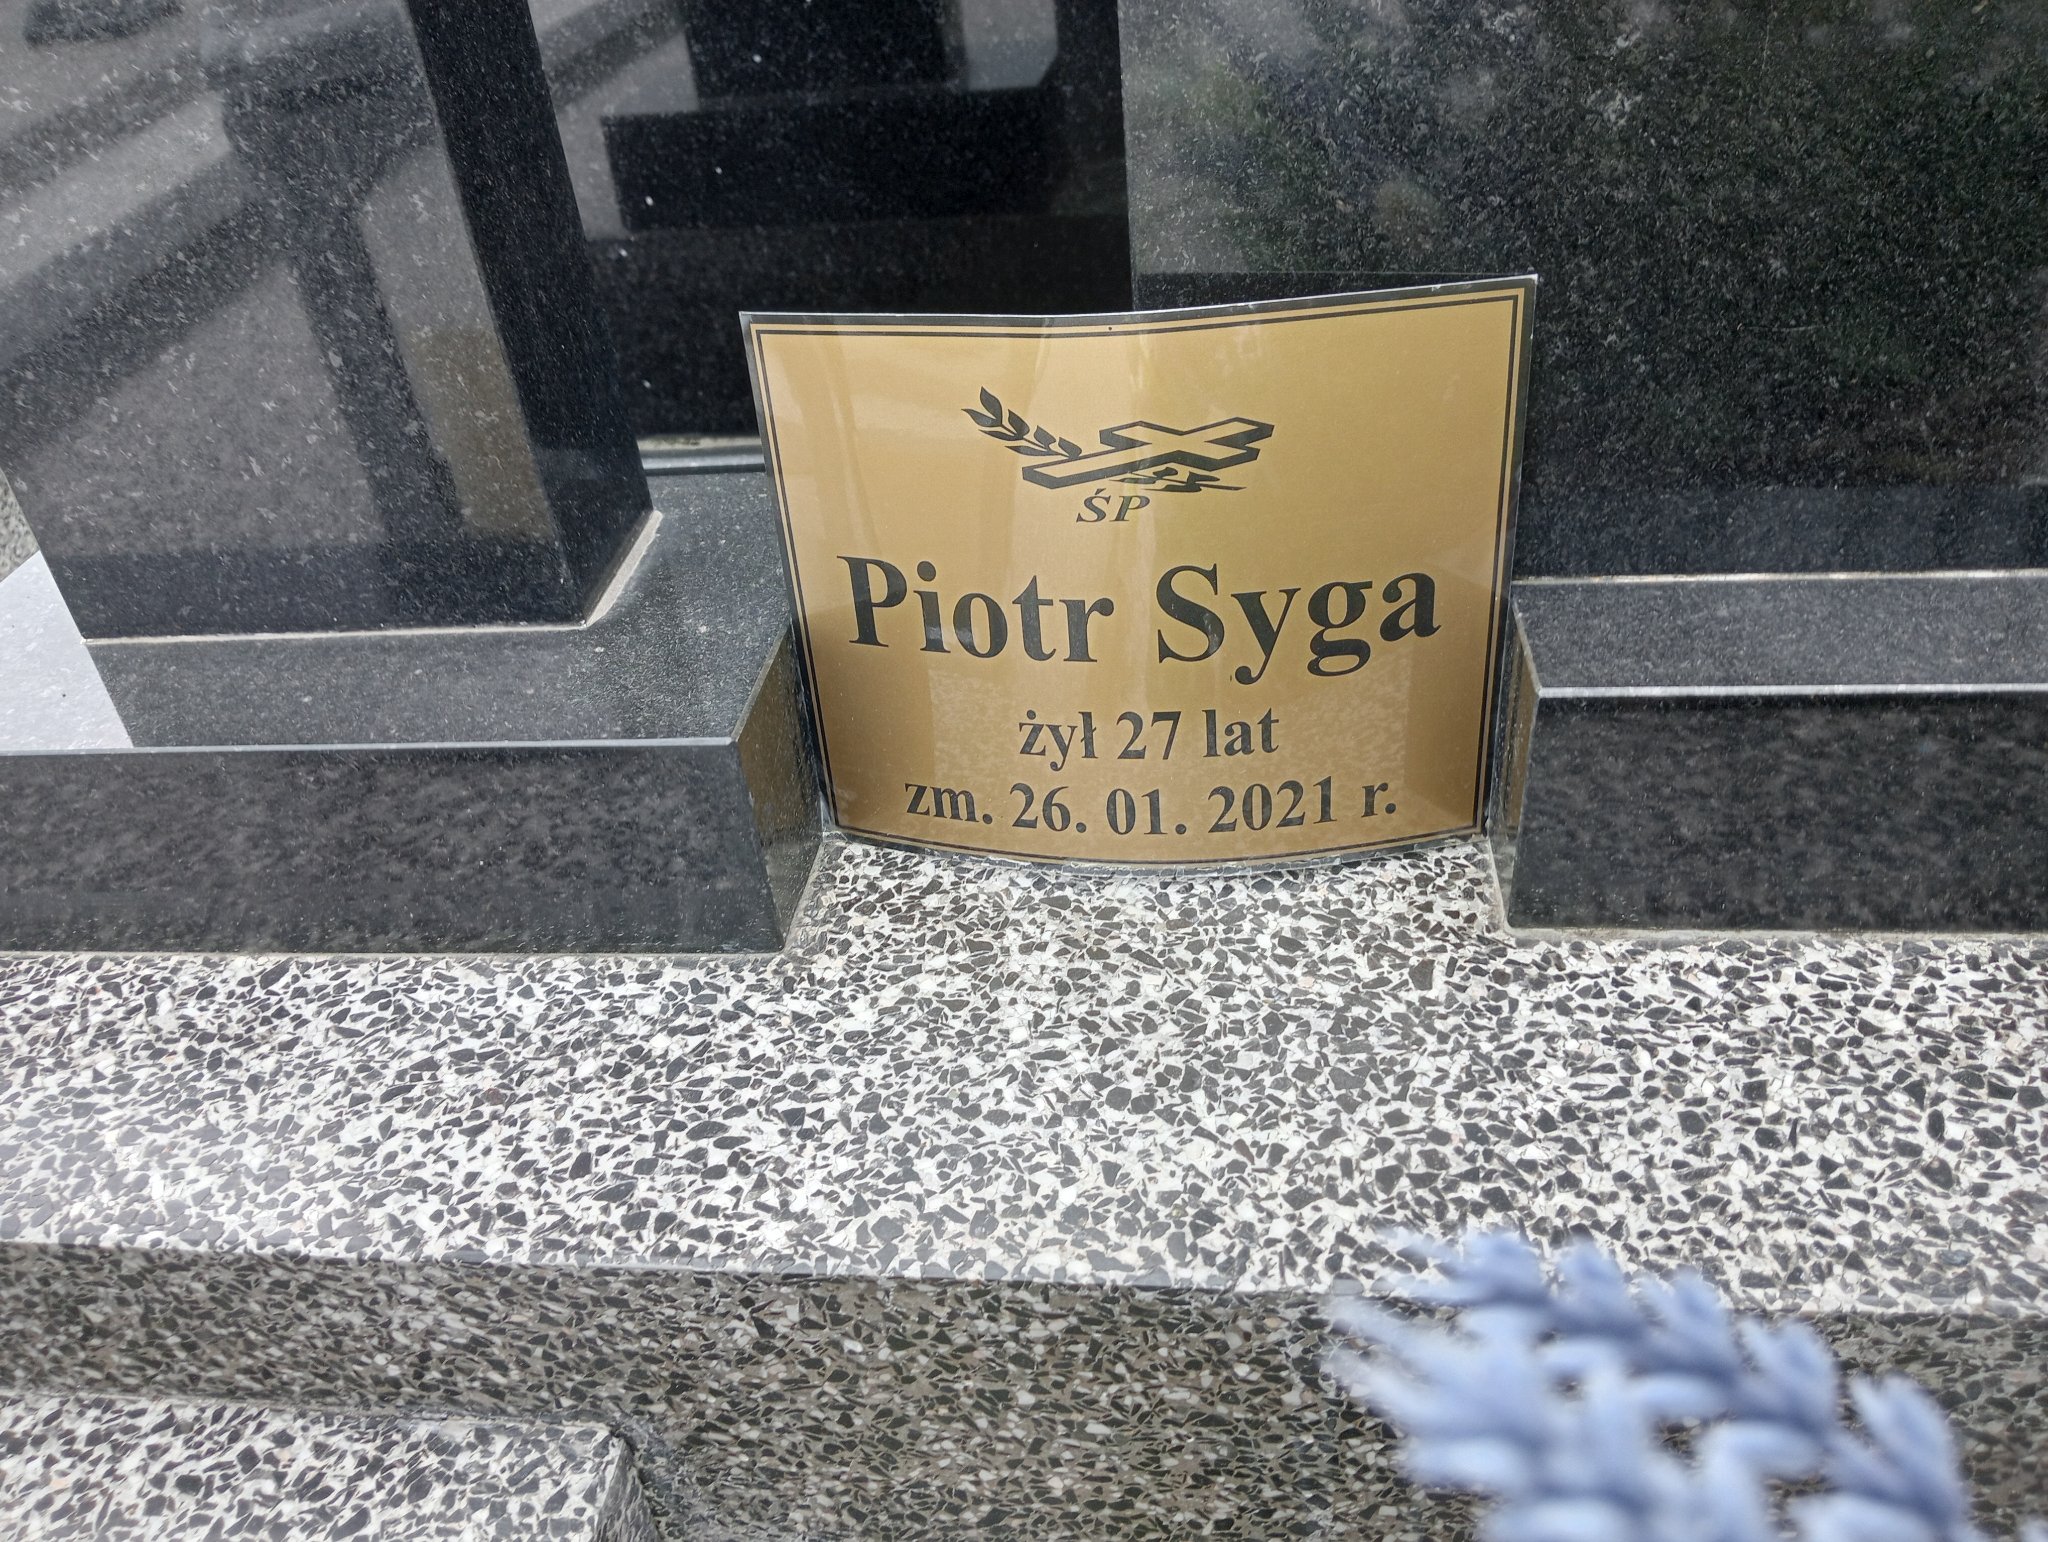 ŚP
Piotr Syga
żył 27 lat
zm. 26. 01. 2021 r.